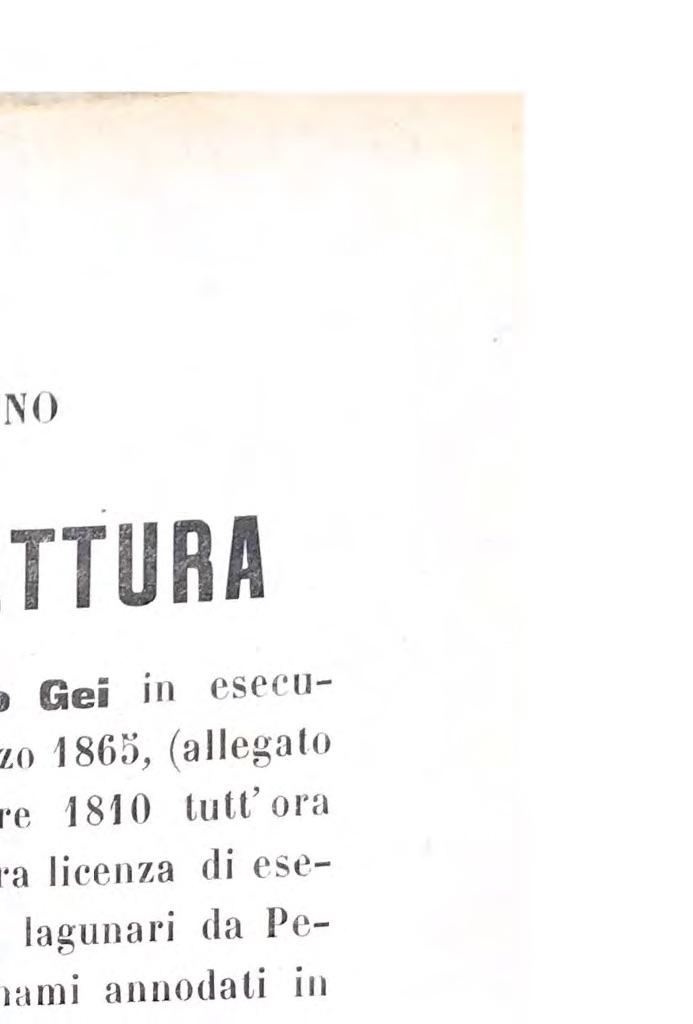 NO
TTURA
o Gei in esecu-
zo 1865, (allegato
re 1810 tutt' ora
ra licenza di ese-
lagunari da Pe-
nami annodati in